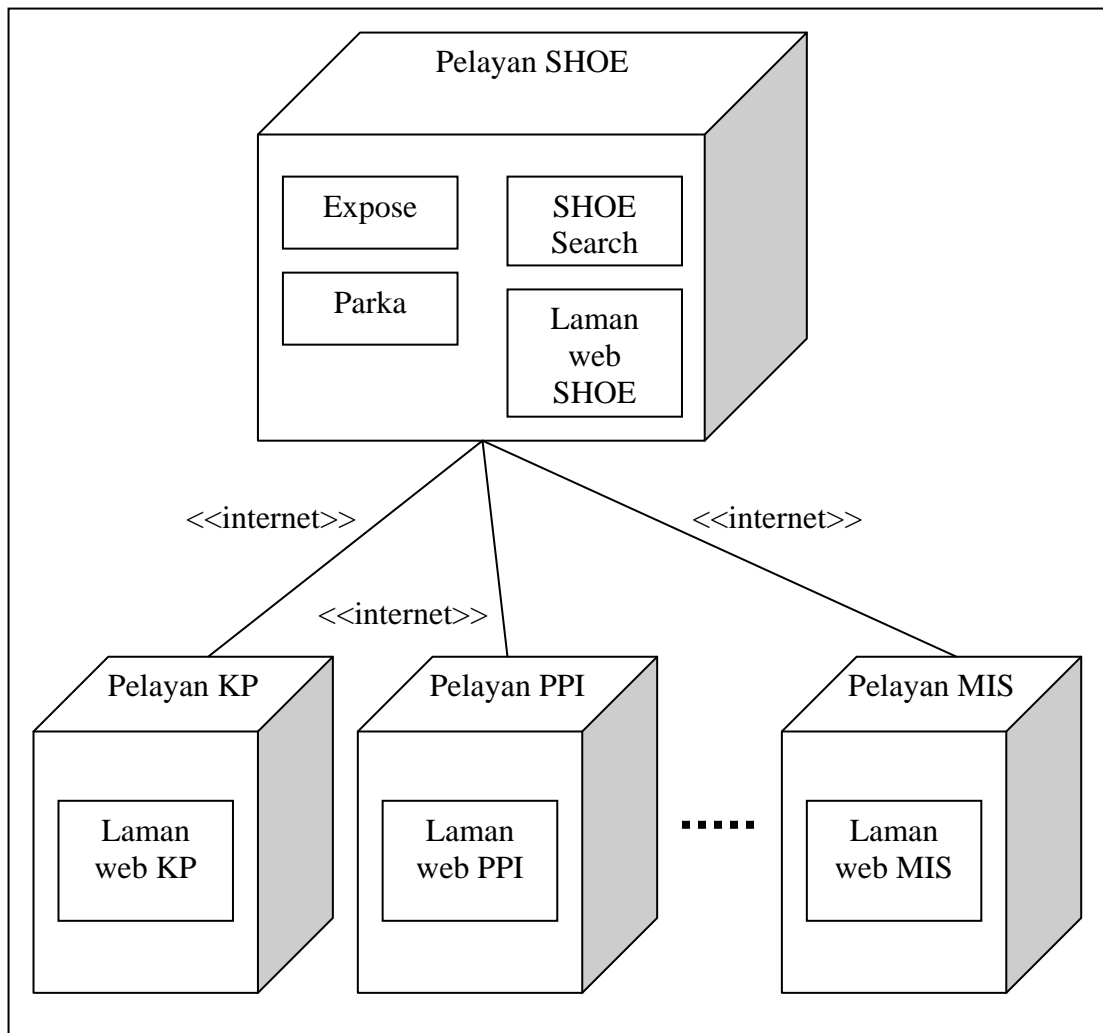 Pelayan SHOE
Expose
SHOE
Search
Parka
Laman
web
SHOE
<<internet>>
<<internet>>
<<internet>>
Pelayan KP
Pelayan PPI
Pelayan MIS
Laman
web KP
Laman
web PPI
Laman
web MIS